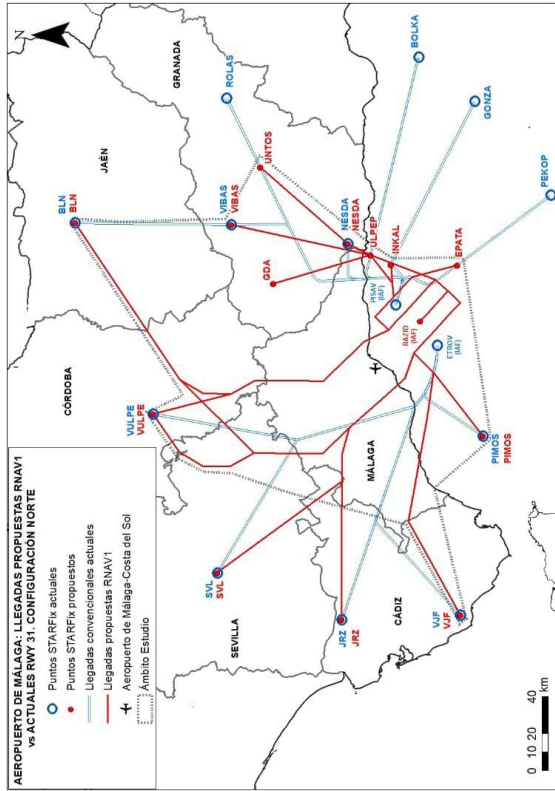 AEROPUERTO DE MÁLAGA: LLEGADAS PROPUESTAS RNAV1
vs ACTUALES RWY 31. CONFIGURACIÓN NORTE
Puntos STARFix actuales
Puntos STARFix propuestos
Llegadas convencionales actuales
Llegadas propuestas RNAV1
Aeropuerto de Málaga-Costa del Sol
Ámbito Estudio
N
CÓRDOBA
JAÉN
GRANADA
SEVILLA
MÁLAGA
CÁDIZ
BLN
BLN
VULPE
VULPE
VIBAS
VIBAS
ROLAS
UNTOS
GDA
SVL
SVL
NESDA
NESDA
ULPEP
INKAL
PISAV
(IAF)
RAZID
(IAF)
ETROV
(IAF)
EPATA
BOLKA
GONZA
PEKOP
JRZ
JRZ
VJF
VJF
PIMOS
PIMOS
0 10 20 40
km